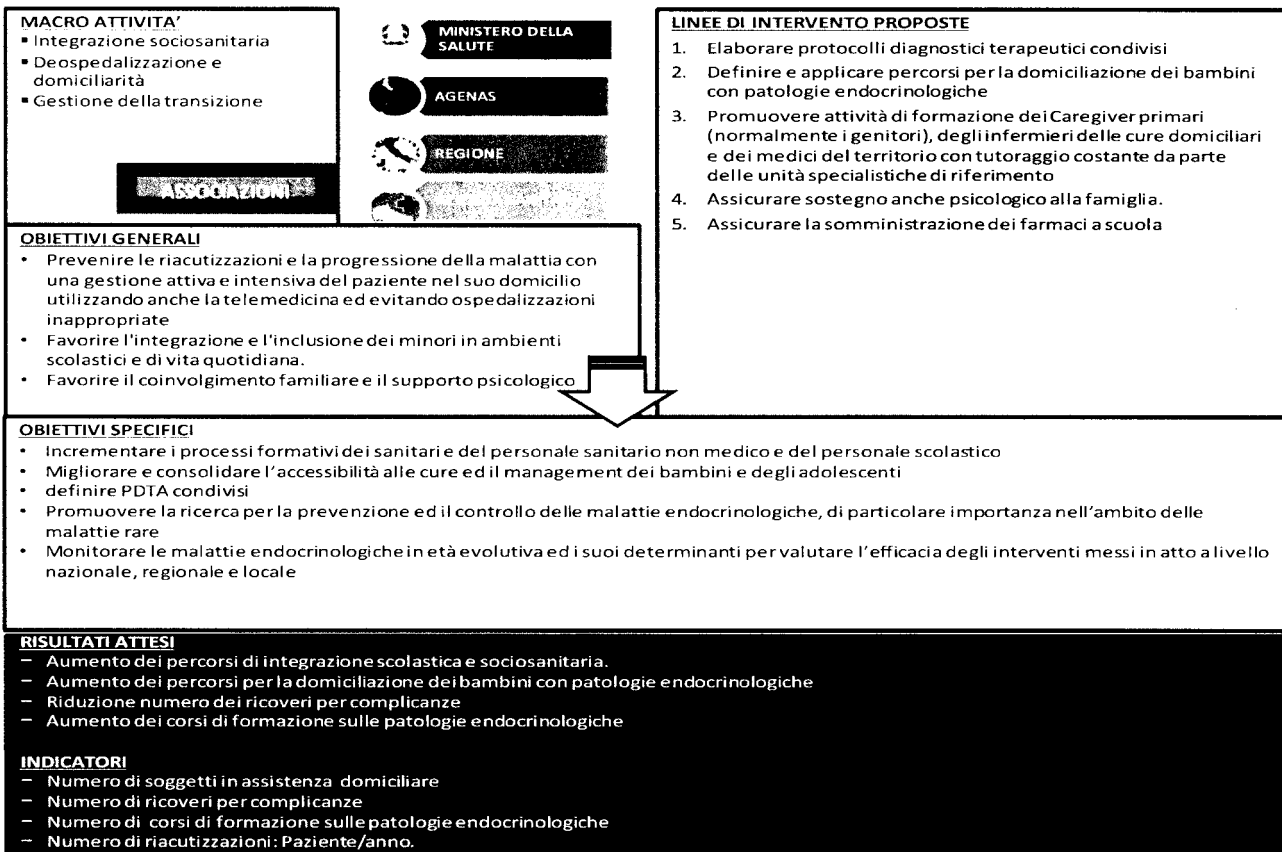 MACRO ATTIVITA’
▪ Integrazione sociosanitaria
▪ Deospedalizzazione e
domiciliarità
▪ Gestione della transizione
ASSOCIAZIONI
MINISTERO DELLA
SALUTE
AGENAS
REGIONE
LINEE DI INTERVENTO PROPOSTE
1. Elaborare protocolli diagnostici terapeutici condivisi
2. Definire e applicare percorsi per la domiciliazione dei bambini
con patologie endocrinologiche
3. Promuovere attività di formazione dei Caregiver primari
(normalmente i genitori), degli infermieri delle cure domiciliari
e dei medici del territorio con tutoraggio costante da parte
delle unità specialistiche di riferimento
4. Assicurare sostegno anche psicologico alla famiglia.
5. Assicurare la somministrazione dei farmaci a scuola
OBIETTIVI GENERALI
• Prevenire le riacutizzazioni e la progressione della malattia con
una gestione attiva e intensiva del paziente nel suo domicilio
utilizzando anche la telemedicina ed evitando ospedalizzazioni
inappropriate
• Favorire l'integrazione e l'inclusione dei minori in ambienti
scolastici e di vita quotidiana.
• Favorire il coinvolgimento familiare e il supporto psicologico
OBIETTIVI SPECIFICI
• Incrementare i processi formativi dei sanitari e del personale sanitario non medico e del personale scolastico
• Migliorare e consolidare l’accessibilità alle cure ed il management dei bambini e degli adolescenti
• definire PDTA condivisi
• Promuovere la ricerca per la prevenzione ed il controllo delle malattie endocrinologiche, di particolare importanza nell’ambito delle
malattie rare
• Monitorare le malattie endocrinologiche in età evolutiva ed i suoi determinanti per valutare l’efficacia degli interventi messi in atto a livello
nazionale, regionale e locale
RISULTATI ATTESI
– Aumento dei percorsi di integrazione scolastica e sociosanitaria.
– Aumento dei percorsi per la domiciliazione dei bambini con patologie endocrinologiche
– Riduzione numero dei ricoveri per complicanze
– Aumento dei corsi di formazione sulle patologie endocrinologiche
INDICATORI
– Numero di soggetti in assistenza domiciliare
– Numero di ricoveri per complicanze
– Numero di corsi di formazione sulle patologie endocrinologiche
– Numero di riacutizzazioni: Paziente/anno.